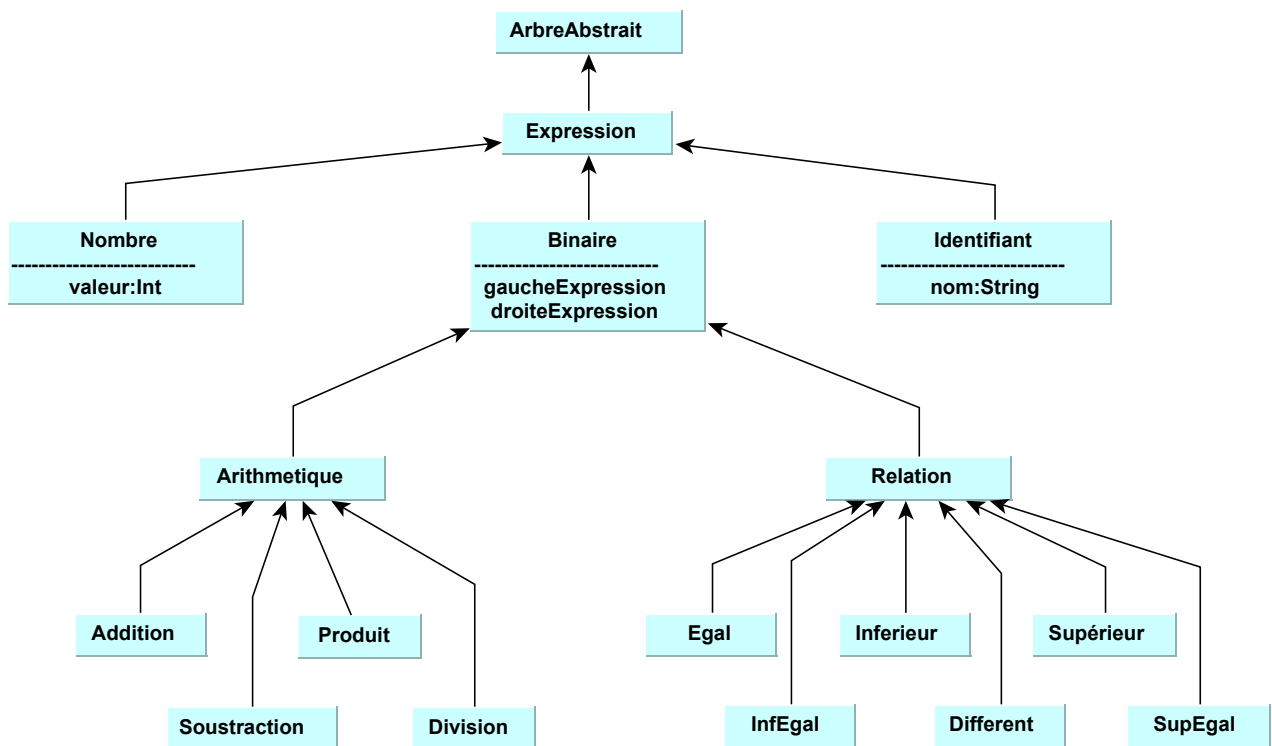 ArbreAbstrait
Expression
Nombre
---------------------------
valeur:Int
Binaire
---------------------------
gaucheExpression
droiteExpression
Identifiant
---------------------------
nom:String
Arithmetique
Relation
Addition
Produit
Egal
Inferieur
Supérieur
Soustraction
Division
InfEgal
Different
SupEgal